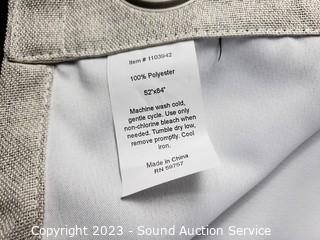 Item # 1103942
100% Polyester
52"x84"
Machine wash cold,
gentle cycle. Use only
non-chlorine bleach when
needed. Tumble dry low,
remove promptly. Cool
iron.
Made in China
RN 59757
Copyright 2023 - Sound Auction Service